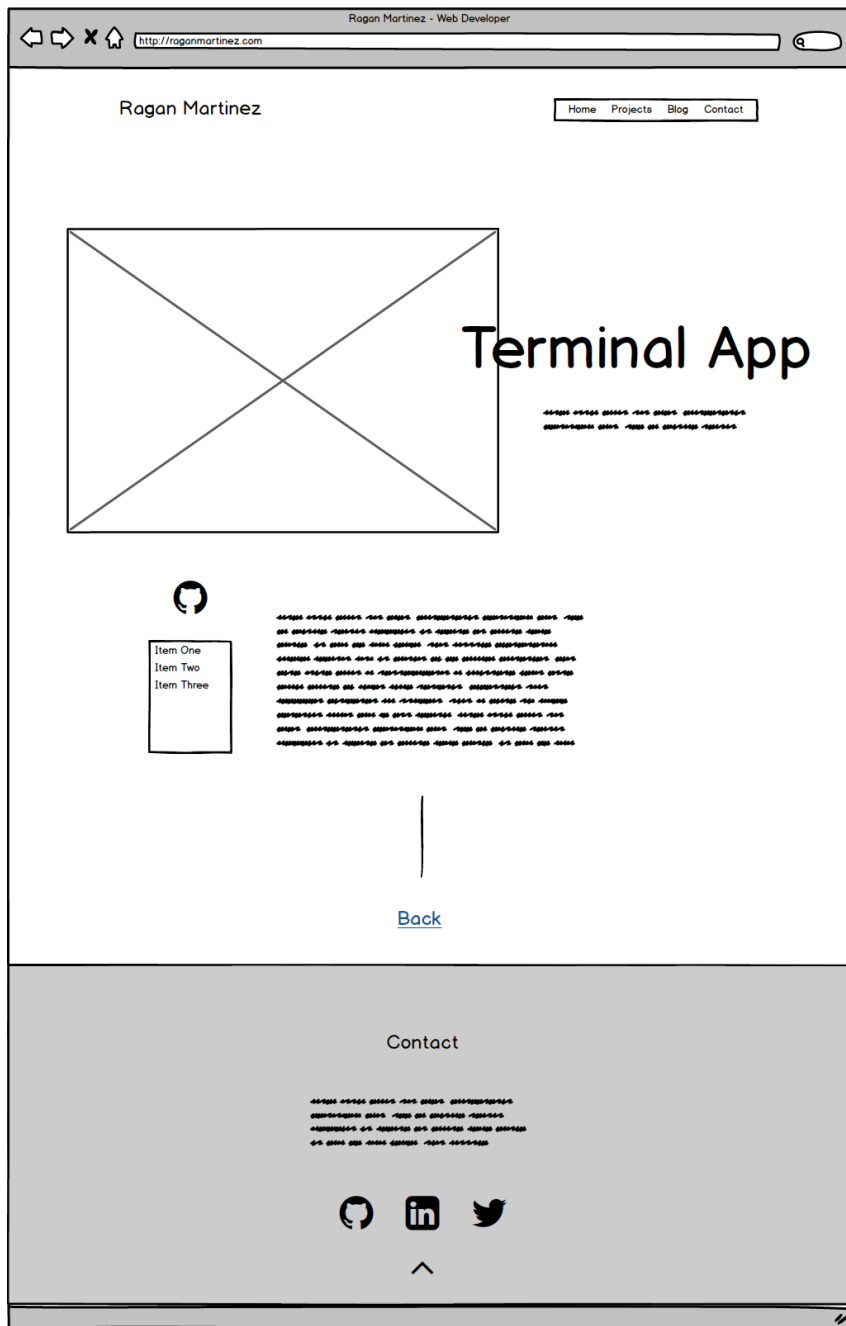 Ragan Martinez - Web Developer
http://raganmartinez.com
Ragan Martinez
Home Projects Blog Contact
Terminal App
Item One
Item Two
Item Three
Back
Contact
in